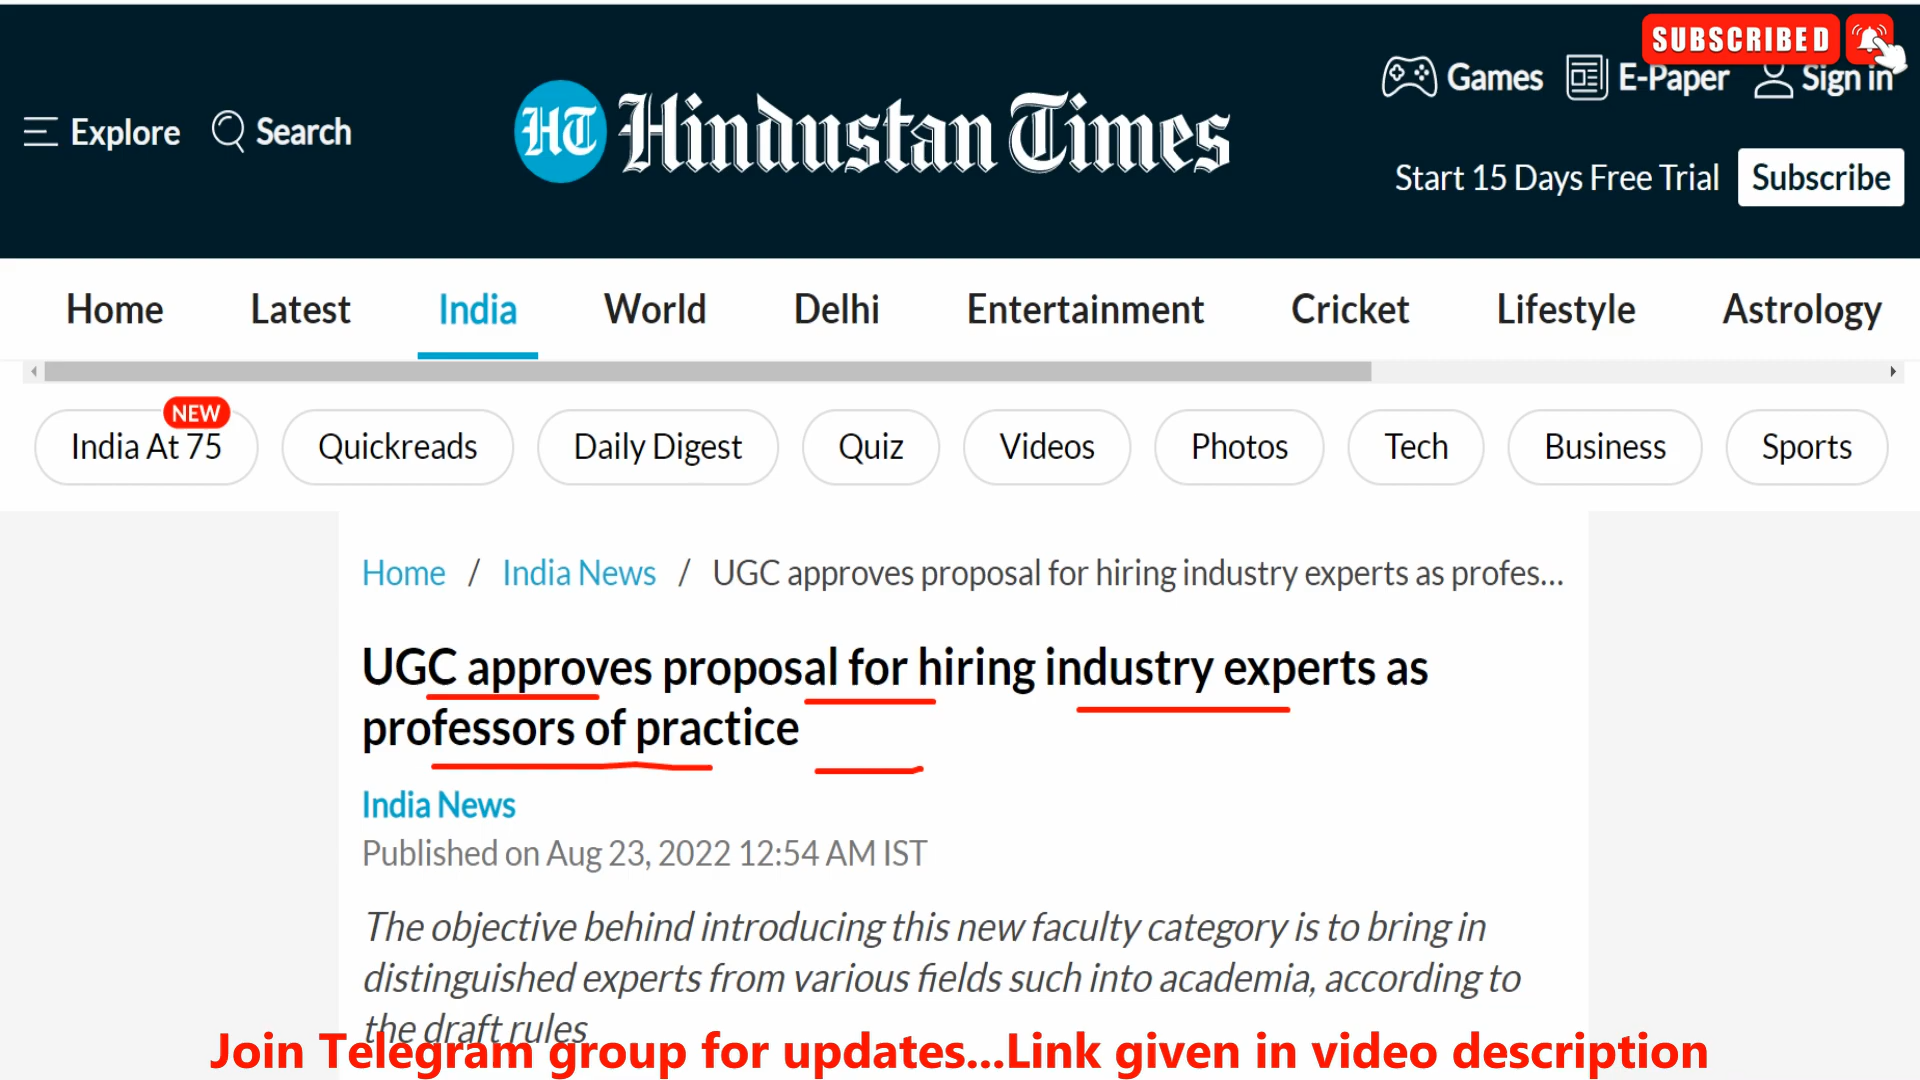 SUBSCRIBED
Games E-Paper Sign in
Explore Search HT Hindustan Times
Start 15 Days Free Trial Subscribe
Home Latest India World Delhi Entertainment Cricket Lifestyle Astrology
NEW
India At 75 Quickreads Daily Digest Quiz Videos Photos Tech Business Sports
Home / India News / UGC approves proposal for hiring industry experts as profes...
UGC approves proposal for hiring industry experts as
professors of practice
India News
Published on Aug 23, 2022 12:54 AM IST
The objective behind introducing this new faculty category is to bring in
distinguished experts from various fields such into academia, according to
the draft rules
Join Telegram group for updates...Link given in video description